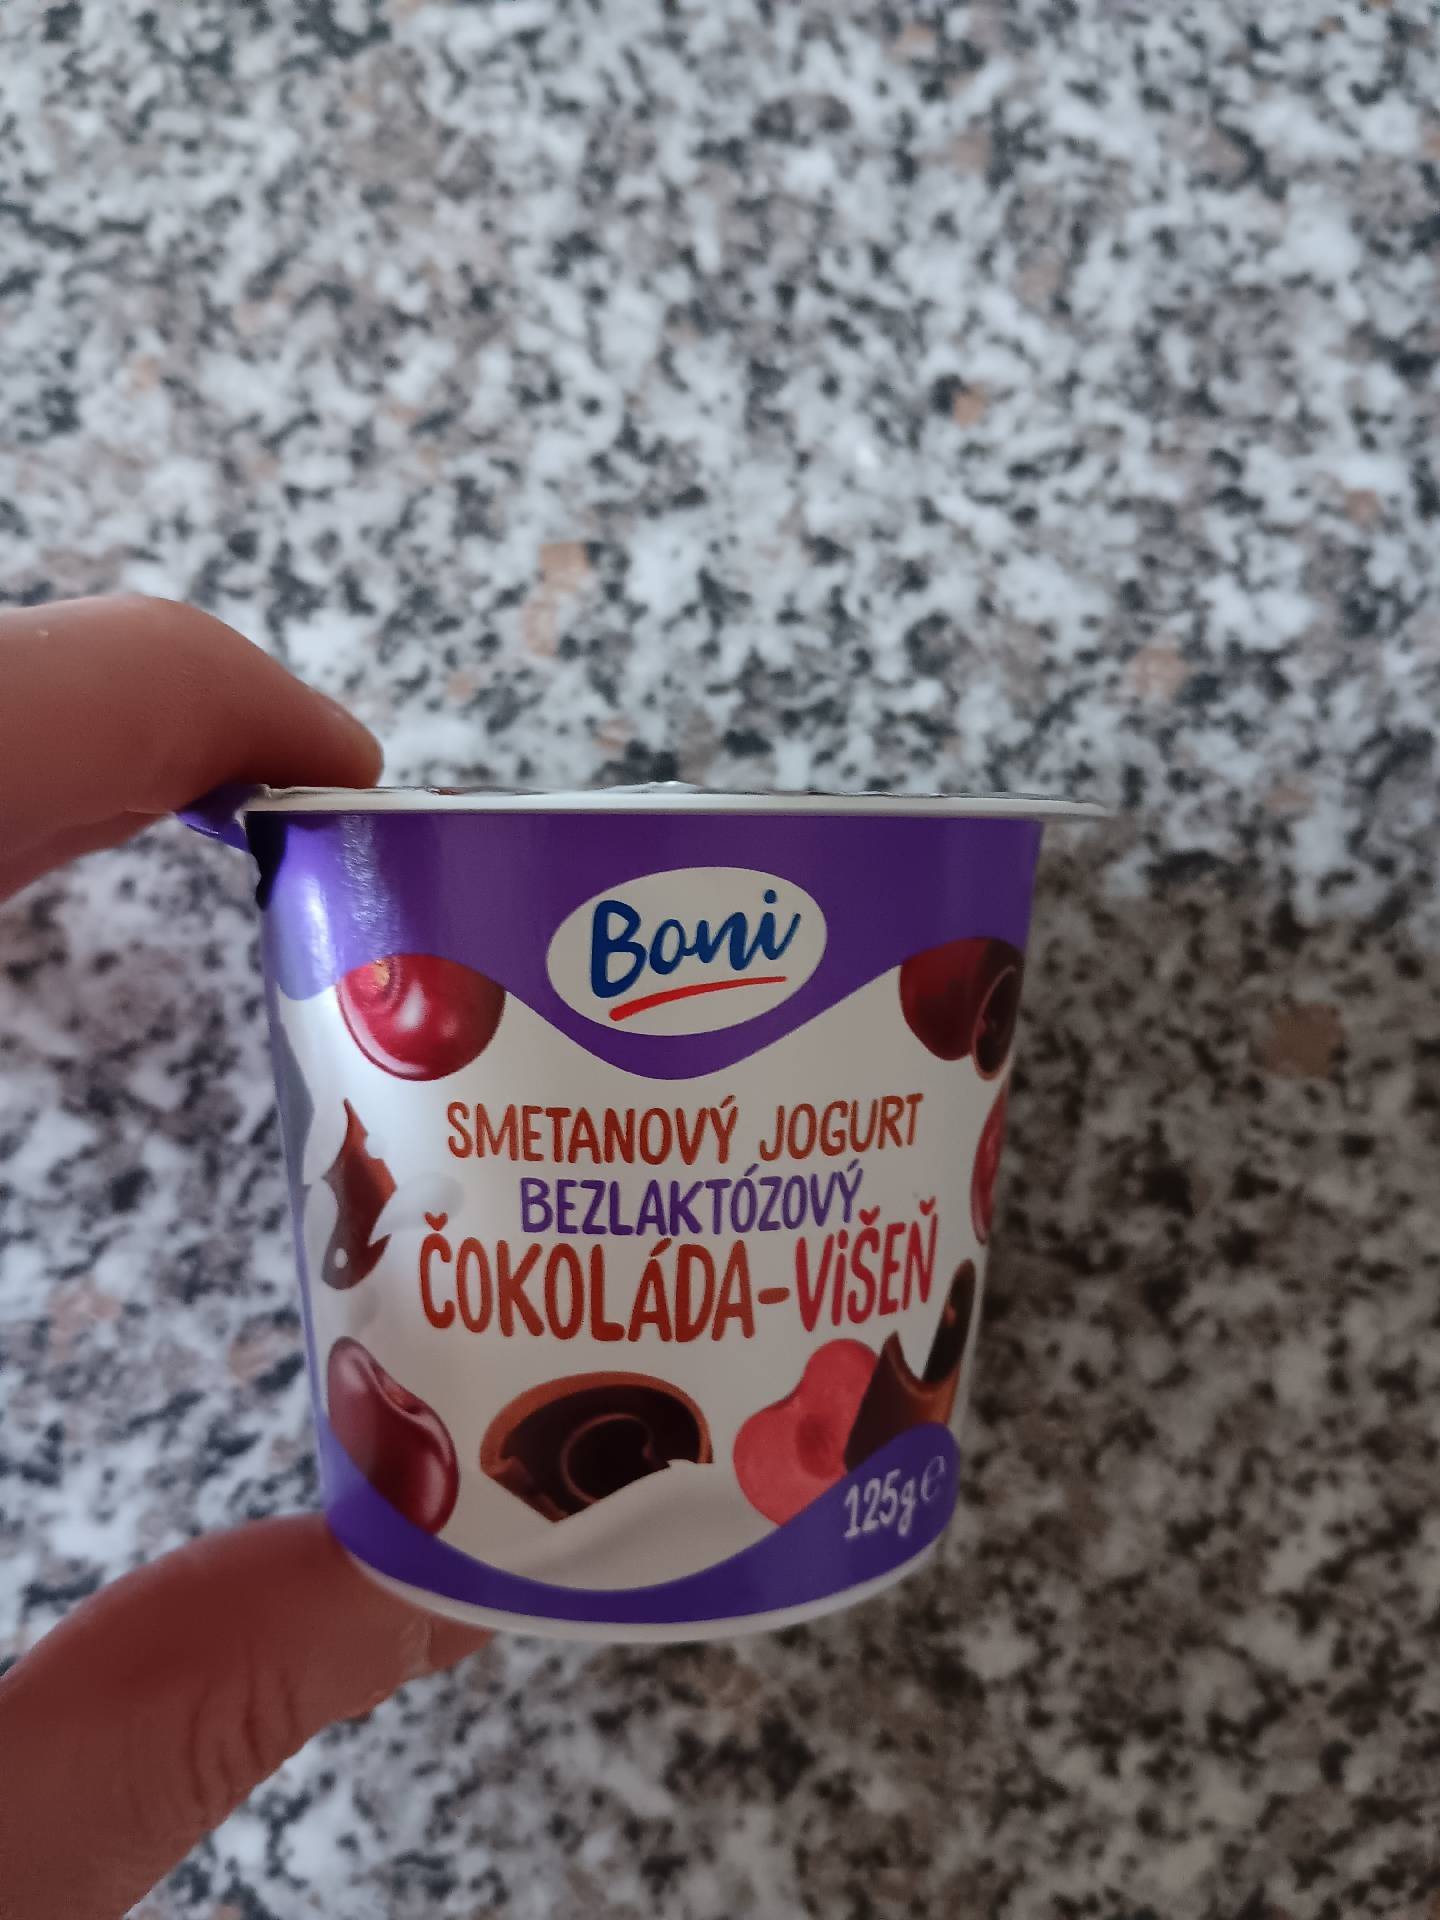 Boni
SMETANOVÝ JOGURT
BEZLAKTÓZOVÝ
ČOKOLÁDA-ViŠEŇ
125g e